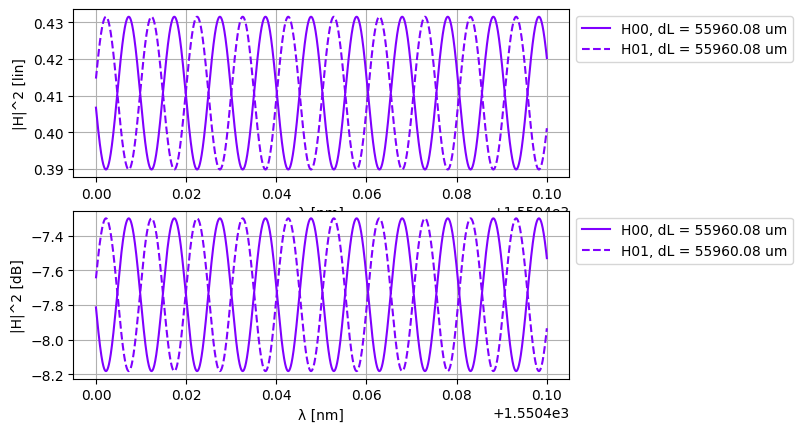 |H|^2 [lin]
0.43
0.42
0.41
0.40
0.39
0.00 0.02 0.04 0.06 0.08 0.10
λ [nm]
+1.5504e3
H00, dL = 55960.08 um
H01, dL = 55960.08 um
|H|^2 [dB]
−7.4
−7.6
−7.8
−8.0
−8.2
0.00 0.02 0.04 0.06 0.08 0.10
λ [nm]
+1.5504e3
H00, dL = 55960.08 um
H01, dL = 55960.08 um